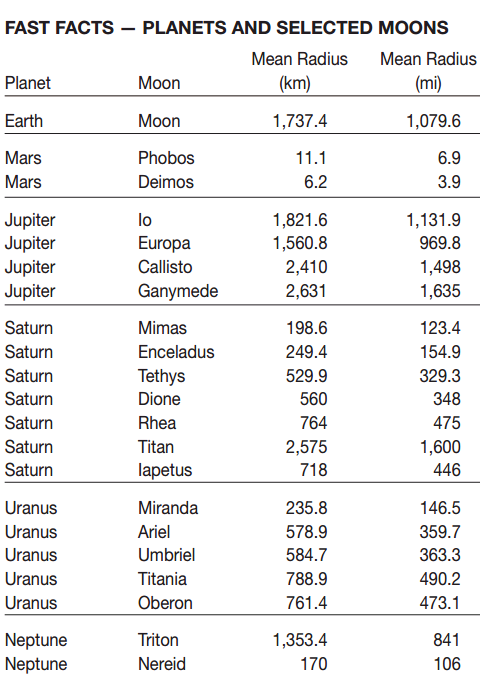 FAST FACTS — PLANETS AND SELECTED MOONS
Mean Radius Mean Radius
Planet Moon (km) (mi)
Earth Moon 1,737.4 1,079.6
Mars Phobos 11.1 6.9
Mars Deimos 6.2 3.9
Jupiter Io 1,821.6 1,131.9
Jupiter Europa 1,560.8 969.8
Jupiter Callisto 2,410 1,498
Jupiter Ganymede 2,631 1,635
Saturn Mimas 198.6 123.4
Saturn Enceladus 249.4 154.9
Saturn Tethys 529.9 329.3
Saturn Dione 560 348
Saturn Rhea 764 475
Saturn Titan 2,575 1,600
Saturn Iapetus 718 446
Uranus Miranda 235.8 146.5
Uranus Ariel 578.9 359.7
Uranus Umbriel 584.7 363.3
Uranus Titania 788.9 490.2
Uranus Oberon 761.4 473.1
Neptune Triton 1,353.4 841
Neptune Nereid 170 106